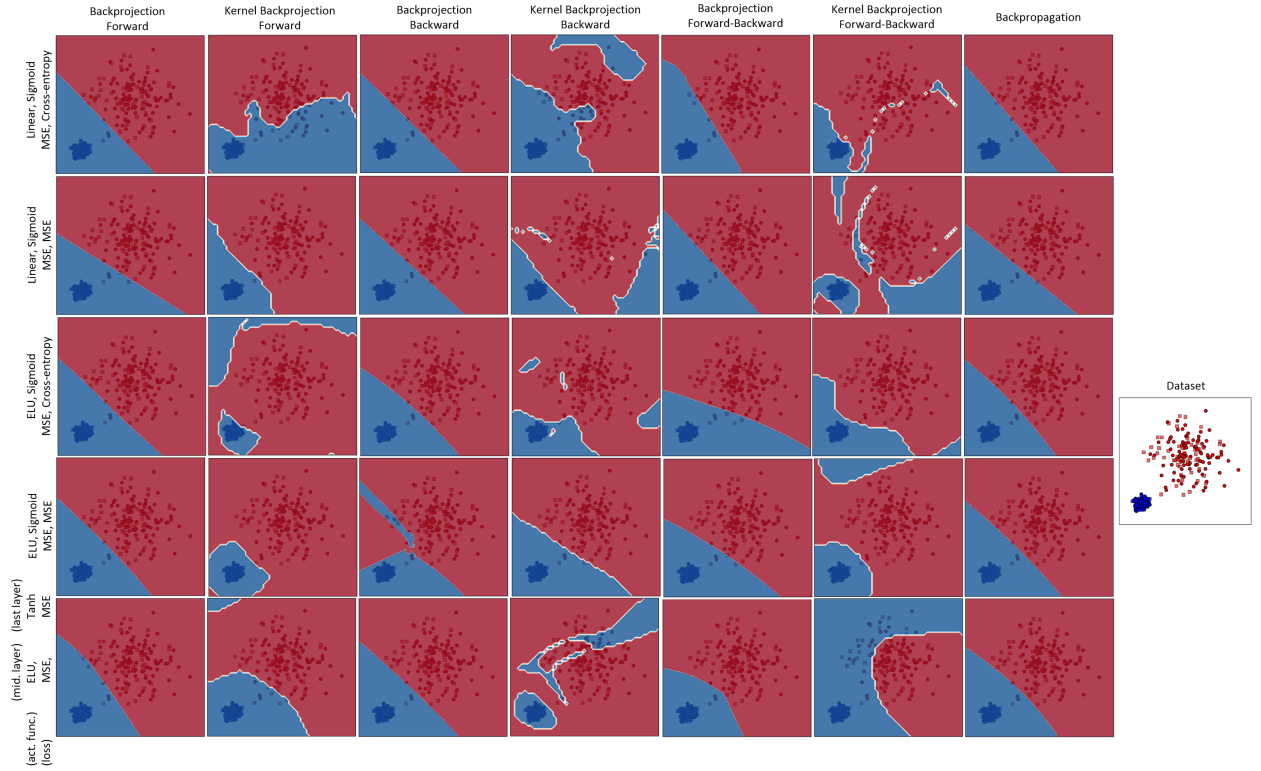 Backprojection
Forward
Kernel Backprojection
Forward
Backprojection
Backward
Kernel Backprojection
Backward
Backprojection
Forward-Backward
Kernel Backprojection
Forward-Backward
Backpropagation
Linear, Sigmoid
MSE, Cross-entropy
Linear, Sigmoid
MSE, MSE
ELU, Sigmoid
MSE, Cross-entropy
ELU, Sigmoid
MSE, MSE
(act. func.) (mid. layer) (last layer)
ELU, Tanh
(loss) MSE, MSE
Dataset